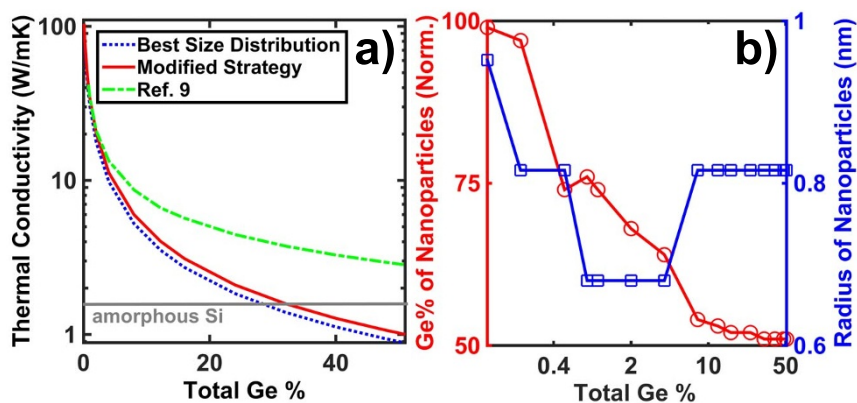 a)
Thermal Conductivity (W/mK)
100
10
1
Best Size Distribution
Modified Strategy
Ref. 9
amorphous Si
0
20
40
Total Ge %
b)
Ge% of Nanoparticles (Norm.)
100
75
50
0.4
2
10
50
Total Ge %
1
0.8
0.6
Radius of Nanoparticles (nm)